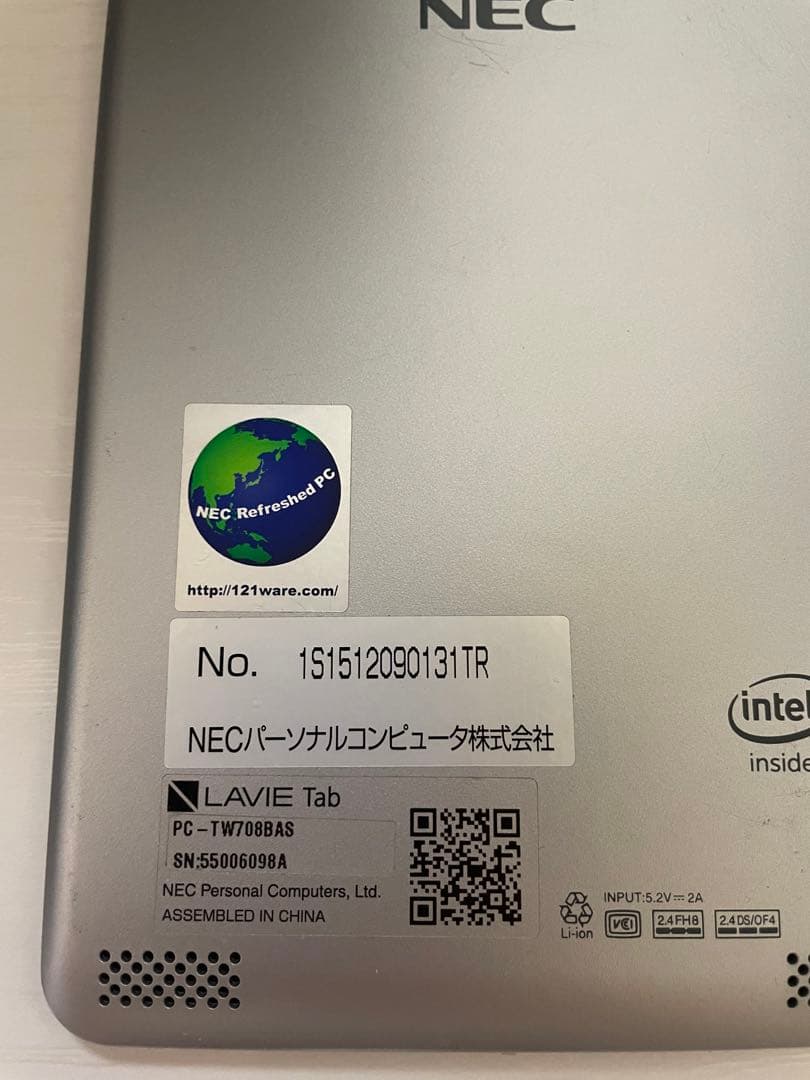 NEC
NEC Refreshed PC
http://121ware.com/
No. 1S1512090131TR
NECパーソナルコンピュータ株式会社
intel
inside
LAVIE Tab
PC-TW708BAS
SN:55006098A
NEC Personal Computers, Ltd.
ASSEMBLED IN CHINA
INPUT:5.2V⎓2A
Li-ion
VCI
2.4FH8
2.4DS/OF4